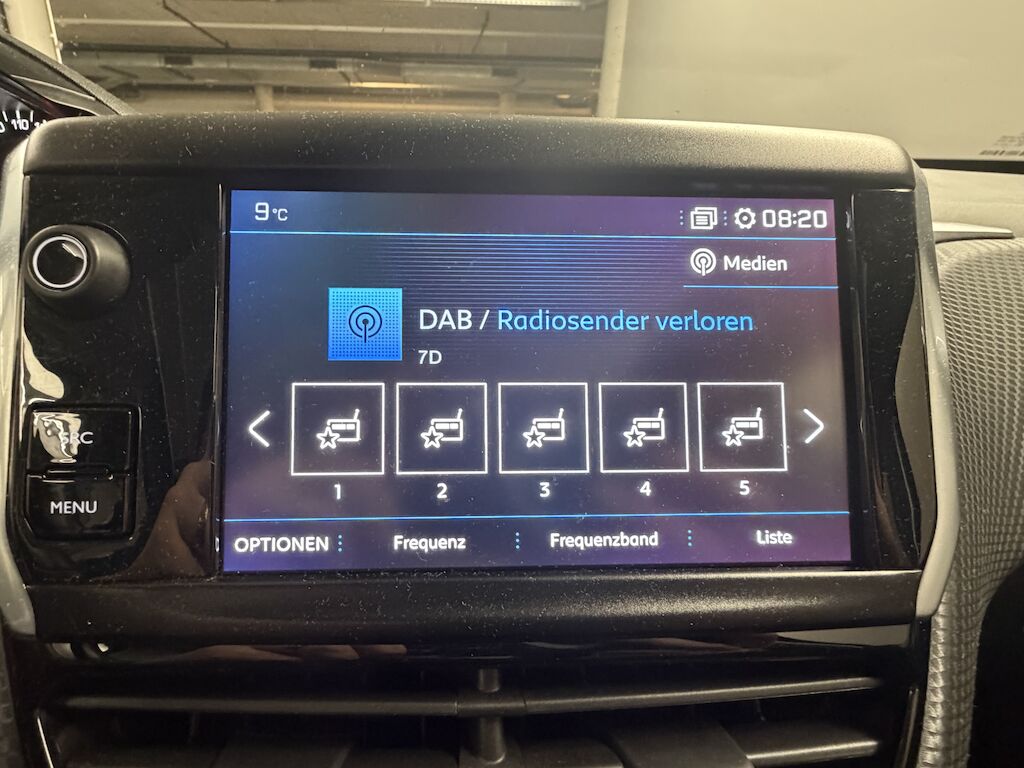 110
9°C
08:20
Medien
DAB / Radiosender verloren
7D
1 2 3 4 5
OPTIONEN Frequenz Frequenzband Liste
SRC
MENU